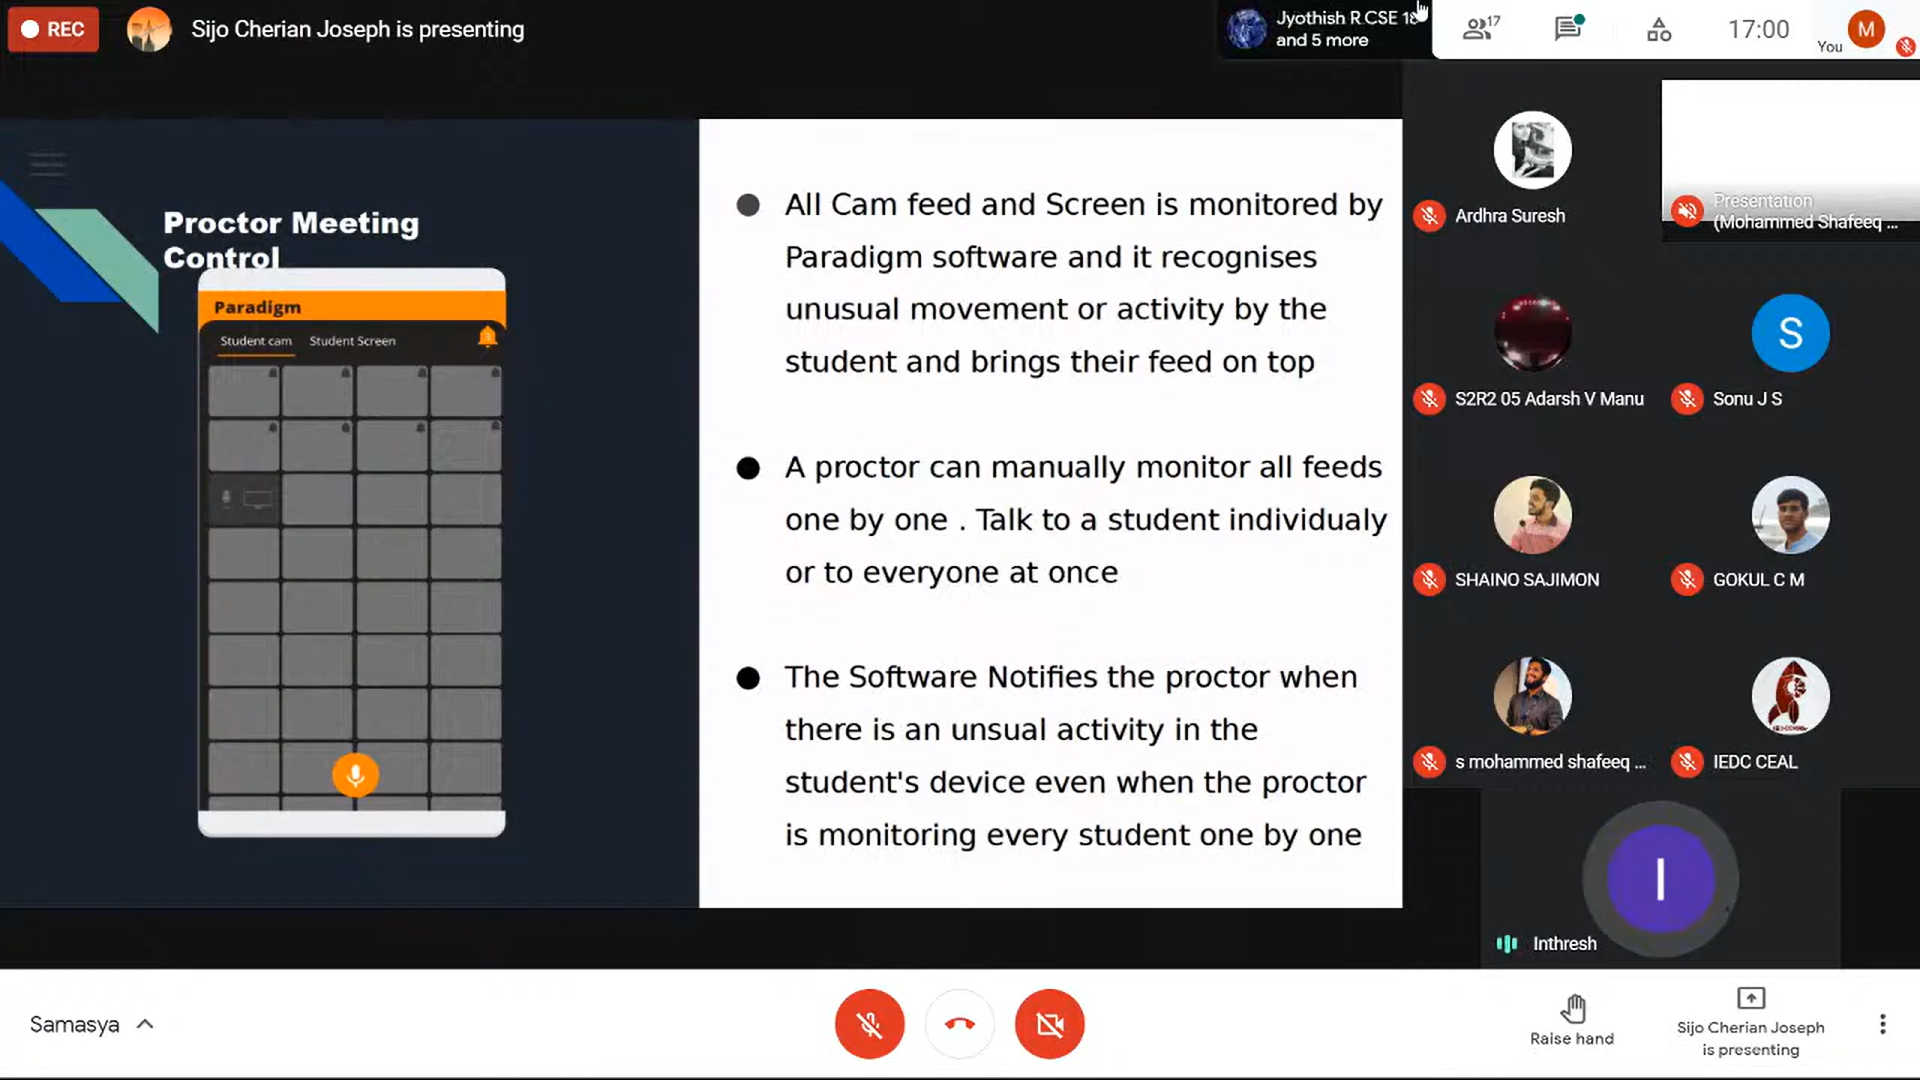 REC
Sijo Cherian Joseph is presenting
Jyothish R CSE
and 5 more
17
17:00
You
M
Proctor Meeting
Control
Paradigm
Student cam Student Screen
All Cam feed and Screen is monitored by
Paradigm software and it recognises
unusual movement or activity by the
student and brings their feed on top
A proctor can manually monitor all feeds
one by one . Talk to a student individualy
or to everyone at once
The Software Notifies the proctor when
there is an unsual activity in the
student's device even when the proctor
is monitoring every student one by one
Ardhra Suresh
Presentation
(Mohammed Shafeeq ...
S2R2 05 Adarsh V Manu
S
Sonu J S
SHAINO SAJIMON
GOKUL C M
s mohammed shafeeq ...
IEDC CEAL
I
Inthresh
Samasya
Raise hand
Sijo Cherian Joseph
is presenting